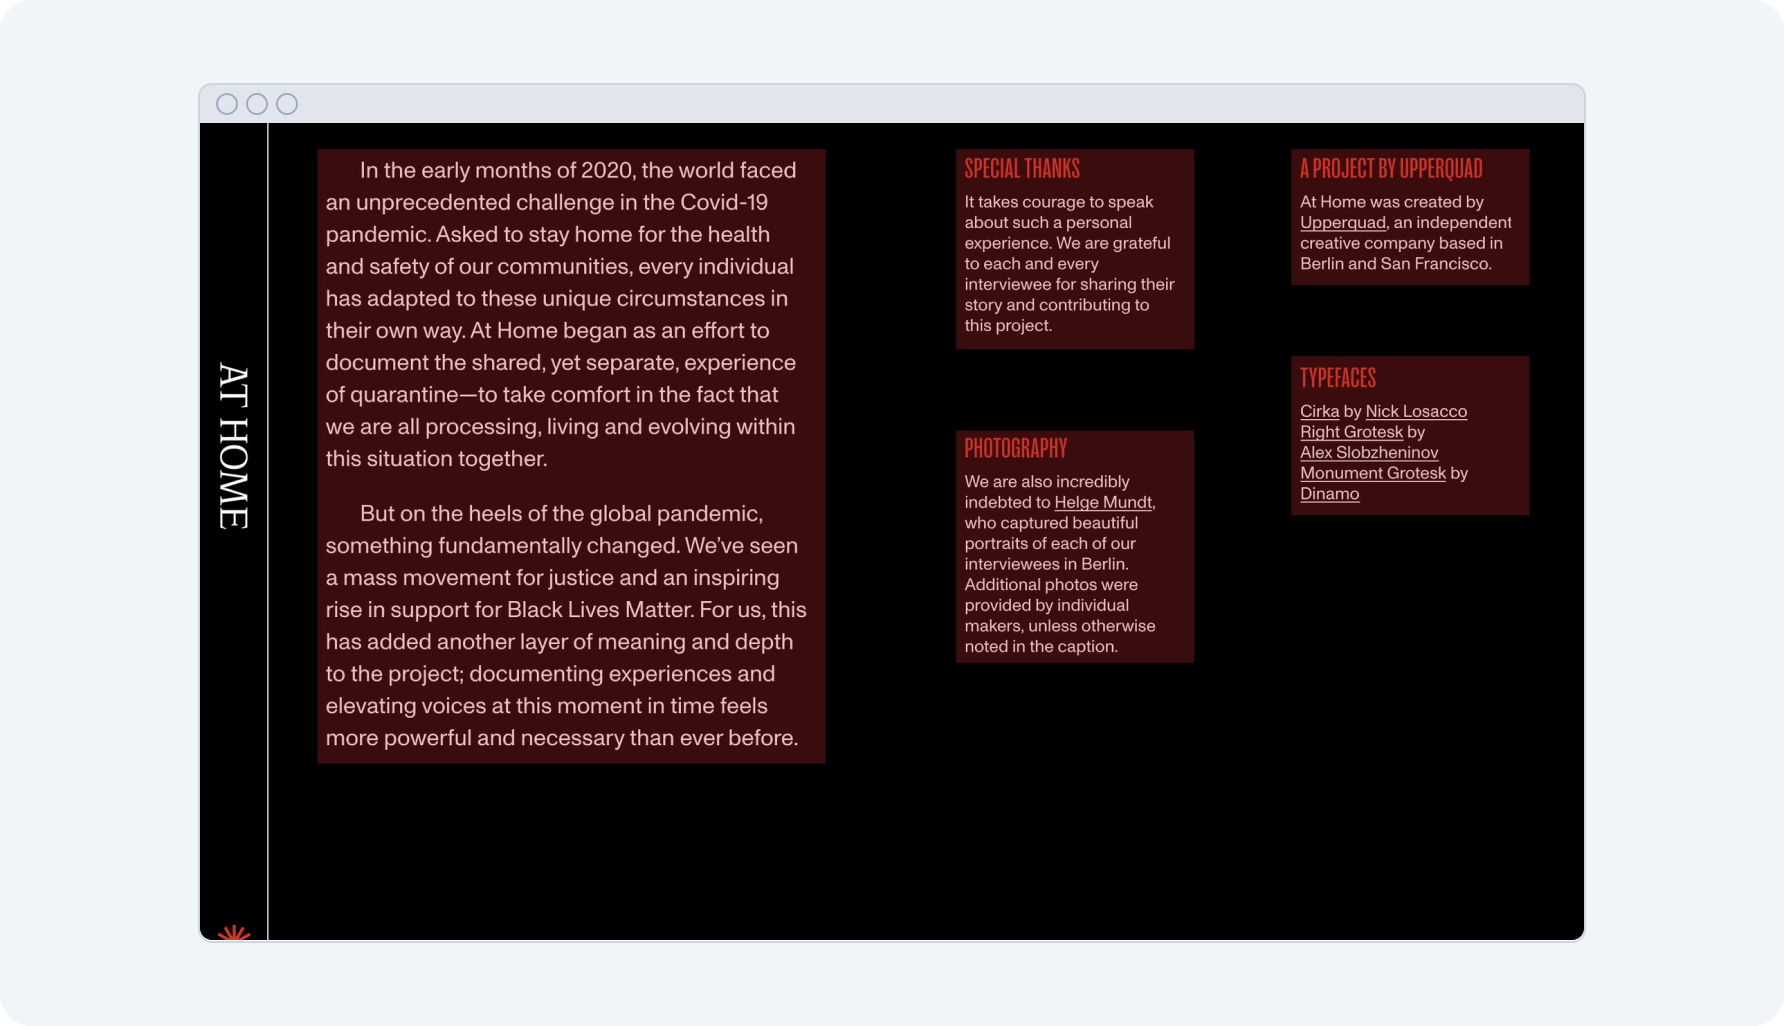 AT HOME
In the early months of 2020, the world faced
an unprecedented challenge in the Covid-19
pandemic. Asked to stay home for the health
and safety of our communities, every individual
has adapted to these unique circumstances in
their own way. At Home began as an effort to
document the shared, yet separate, experience
of quarantine—to take comfort in the fact that
we are all processing, living and evolving within
this situation together.
But on the heels of the global pandemic,
something fundamentally changed. We’ve seen
a mass movement for justice and an inspiring
rise in support for Black Lives Matter. For us, this
has added another layer of meaning and depth
to the project; documenting experiences and
elevating voices at this moment in time feels
more powerful and necessary than ever before.
SPECIAL THANKS
It takes courage to speak
about such a personal
experience. We are grateful
to each and every
interviewee for sharing their
story and contributing to
this project.
PHOTOGRAPHY
We are also incredibly
indebted to Helge Mundt,
who captured beautiful
portraits of each of our
interviewees in Berlin.
Additional photos were
provided by individual
makers, unless otherwise
noted in the caption.
A PROJECT BY UPPERQUAD
At Home was created by
Upperquad, an independent
creative company based in
Berlin and San Francisco.
TYPEFACES
Cirka by Nick Losacco
Right Grotesk by
Alex Slobzheninov
Monument Grotesk by
Dinamo